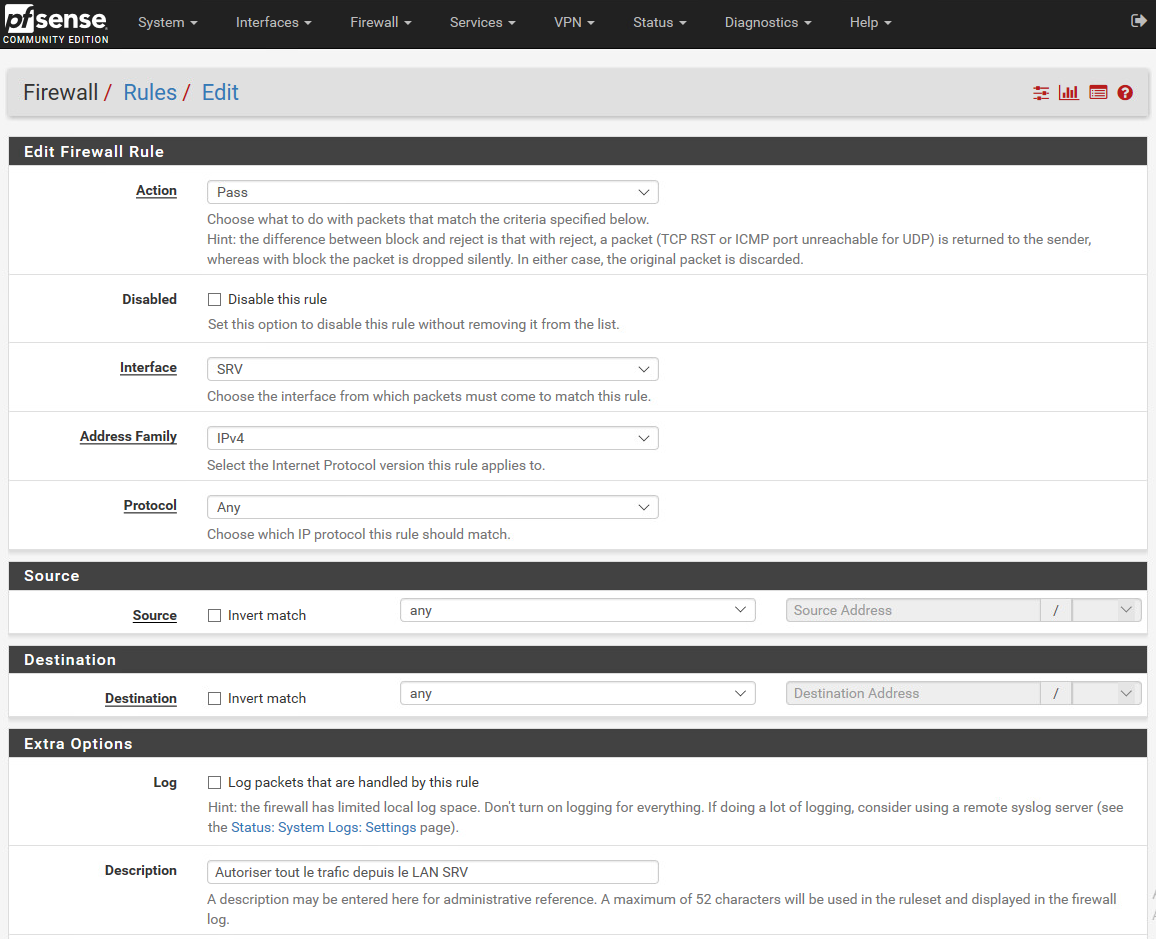 pfsense
COMMUNITY EDITION
System Interfaces Firewall Services VPN Status Diagnostics Help
Firewall / Rules / Edit
Edit Firewall Rule
Action Pass
Choose what to do with packets that match the criteria specified below.
Hint: the difference between block and reject is that with reject, a packet (TCP RST or ICMP port unreachable for UDP) is returned to the sender,
whereas with block the packet is dropped silently. In either case, the original packet is discarded.
Disabled Disable this rule
Set this option to disable this rule without removing it from the list.
Interface SRV
Choose the interface from which packets must come to match this rule.
Address Family IPv4
Select the Internet Protocol version this rule applies to.
Protocol Any
Choose which IP protocol this rule should match.
Source
Source Invert match any Source Address /
Destination
Destination Invert match any Destination Address /
Extra Options
Log Log packets that are handled by this rule
Hint: the firewall has limited local log space. Don't turn on logging for everything. If doing a lot of logging, consider using a remote syslog server (see
the Status: System Logs: Settings page).
Description Autoriser tout le trafic depuis le LAN SRV
A description may be entered here for administrative reference. A maximum of 52 characters will be used in the ruleset and displayed in the firewall
log.